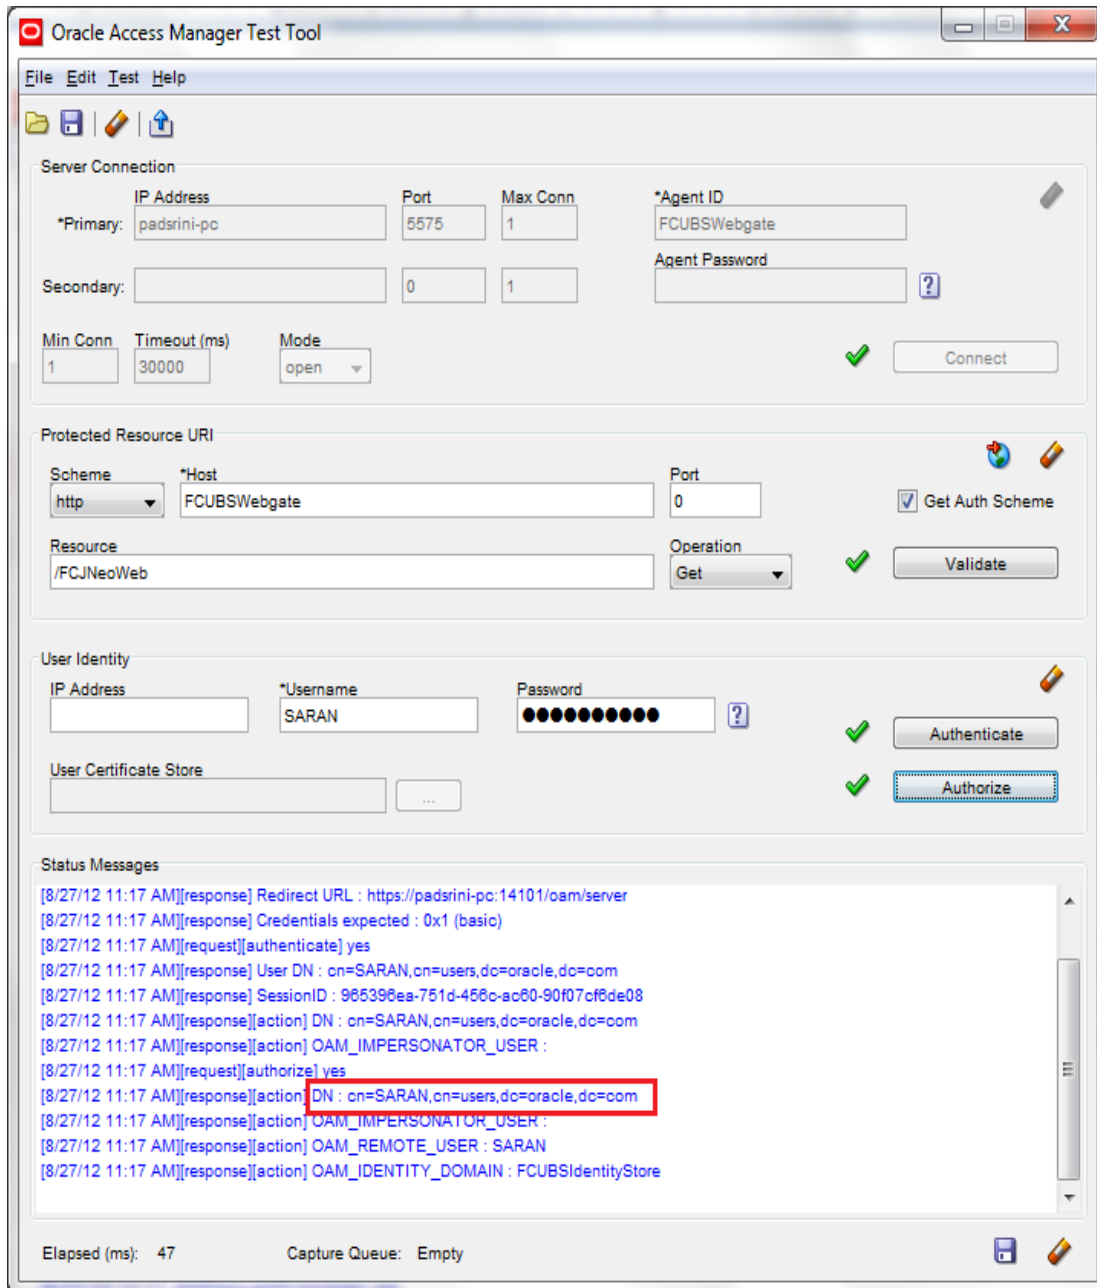 Oracle Access Manager Test Tool
File Edit Test Help
Server Connection
IP Address Port Max Conn *Agent ID
*Primary: padsrini-pc 5575 1 FCUBSWebgate
Agent Password
Secondary: 0 1
Min Conn Timeout (ms) Mode
1 30000 open Connect
Protected Resource URI
Scheme *Host Port
http FCUBSWebgate 0 Get Auth Scheme
Resource Operation
/FCJNeoWeb Get Validate
User Identity
IP Address *Username Password
SARAN ●●●●●●●●●●
Authenticate
User Certificate Store
... Authorize
Status Messages
[8/27/12 11:17 AM][response] Redirect URL : https://padsrini-pc:14101/oam/server
[8/27/12 11:17 AM][response] Credentials expected : 0x1 (basic)
[8/27/12 11:17 AM][request][authenticate] yes
[8/27/12 11:17 AM][response] User DN : cn=SARAN,cn=users,dc=oracle,dc=com
[8/27/12 11:17 AM][response] SessionID : 965396ea-751d-456c-ac60-90f07cf6de08
[8/27/12 11:17 AM][response][action] DN : cn=SARAN,cn=users,dc=oracle,dc=com
[8/27/12 11:17 AM][response][action] OAM_IMPERSONATOR_USER :
[8/27/12 11:17 AM][request][authorize] yes
[8/27/12 11:17 AM][response][action] DN : cn=SARAN,cn=users,dc=oracle,dc=com
[8/27/12 11:17 AM][response][action] OAM_IMPERSONATOR_USER :
[8/27/12 11:17 AM][response][action] OAM_REMOTE_USER : SARAN
[8/27/12 11:17 AM][response][action] OAM_IDENTITY_DOMAIN : FCUBSIdentityStore
Elapsed (ms): 47 Capture Queue: Empty